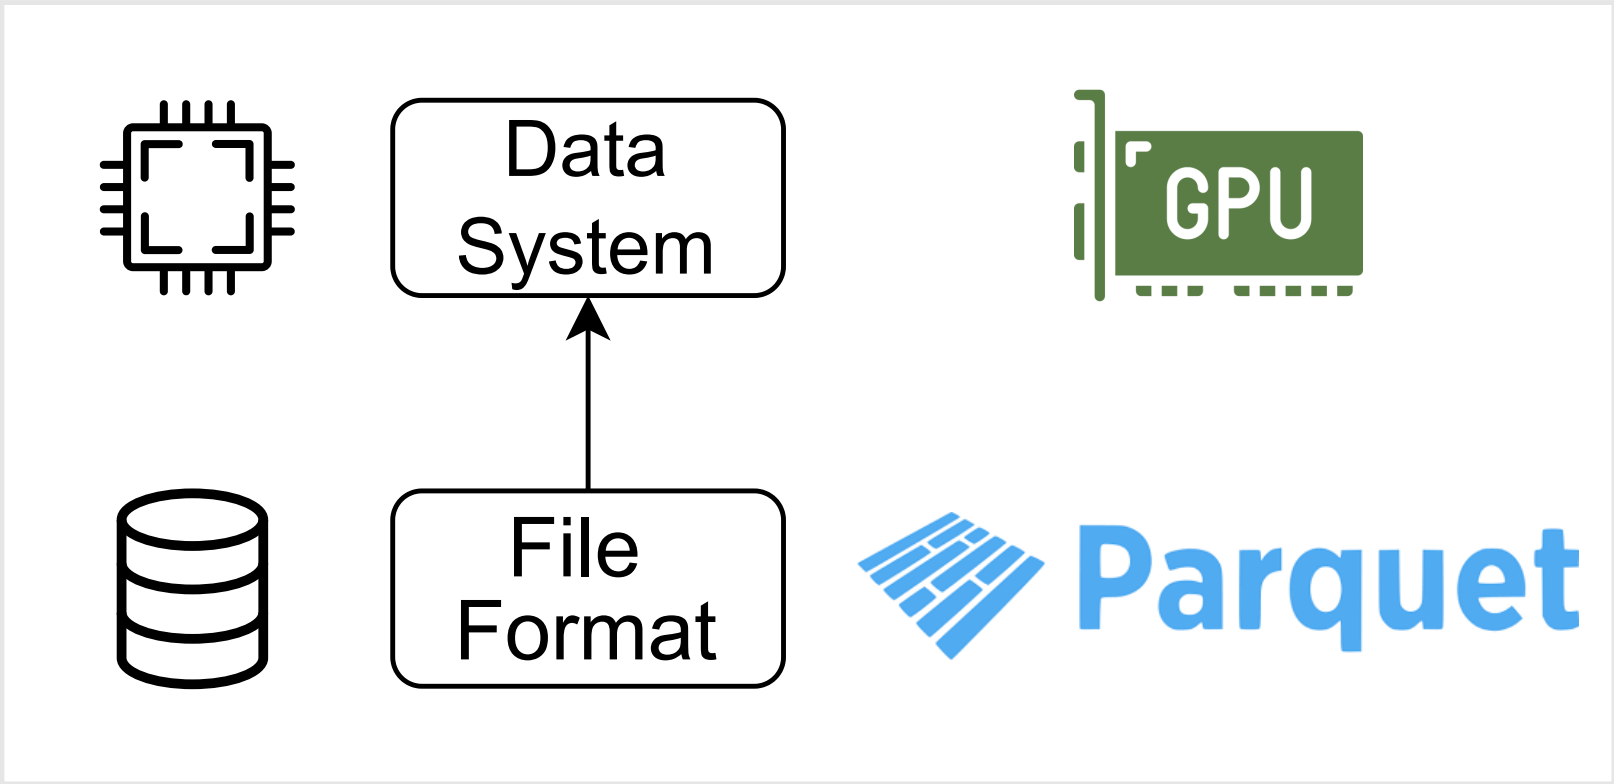 Data
System
GPU
File
Format
Parquet